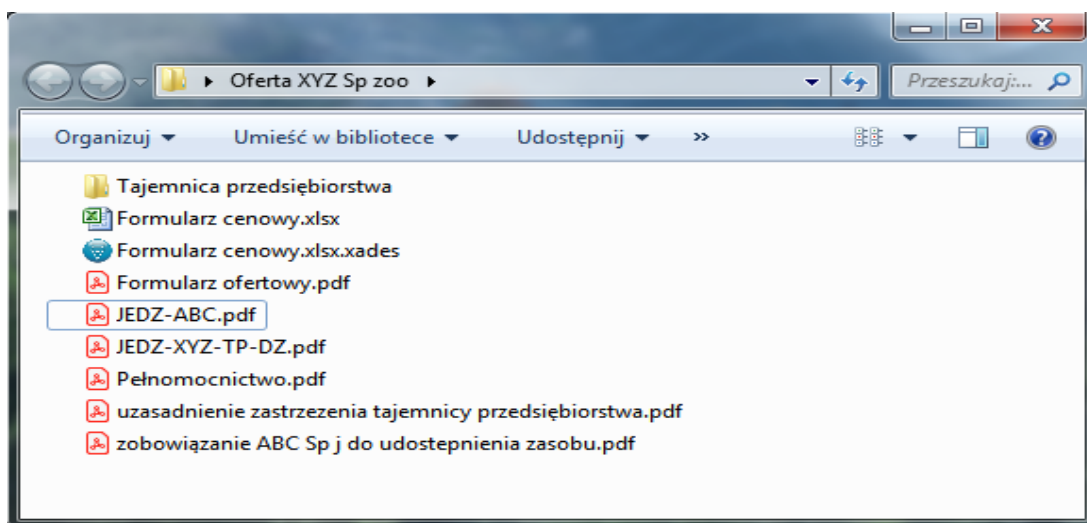 Oferta XYZ Sp zoo
Przeszukaj:...
Organizuj Umieść w bibliotece Udostępnij »
Tajemnica przedsiębiorstwa
Formularz cenowy.xlsx
Formularz cenowy.xlsx.xades
Formularz ofertowy.pdf
JEDZ-ABC.pdf
JEDZ-XYZ-TP-DZ.pdf
Pełnomocnictwo.pdf
uzasadnienie zastrzezenia tajemnicy przedsiębiorstwa.pdf
zobowiązanie ABC Sp j do udostepnienia zasobu.pdf